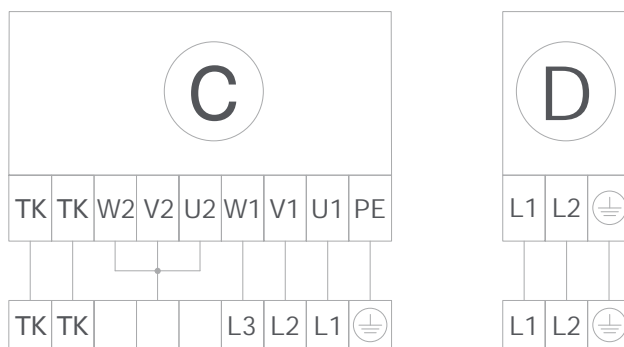 C
D
TK TK W2 V2 U2 W1 V1 U1 PE
L1 L2
TK TK L3 L2 L1
L1 L2